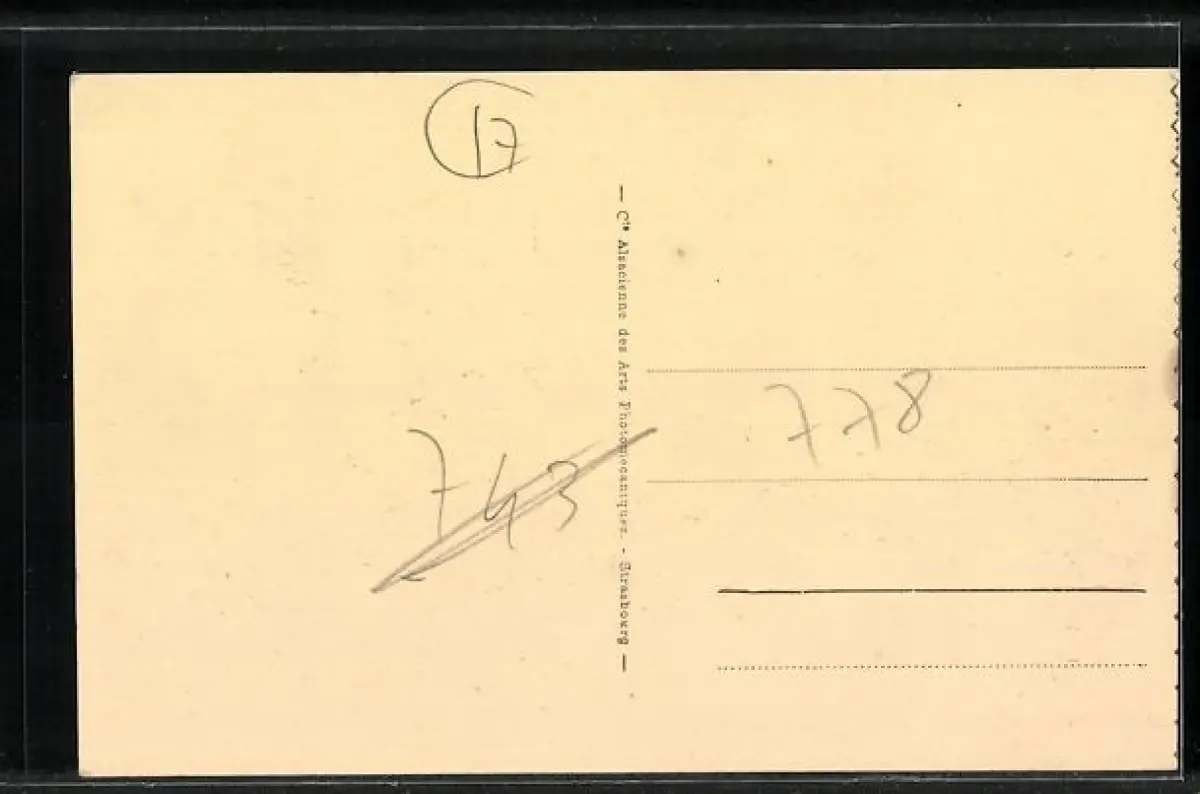 17
— Cie Alsacienne des Arts Photomécaniques. - Strasbourg —
778
743